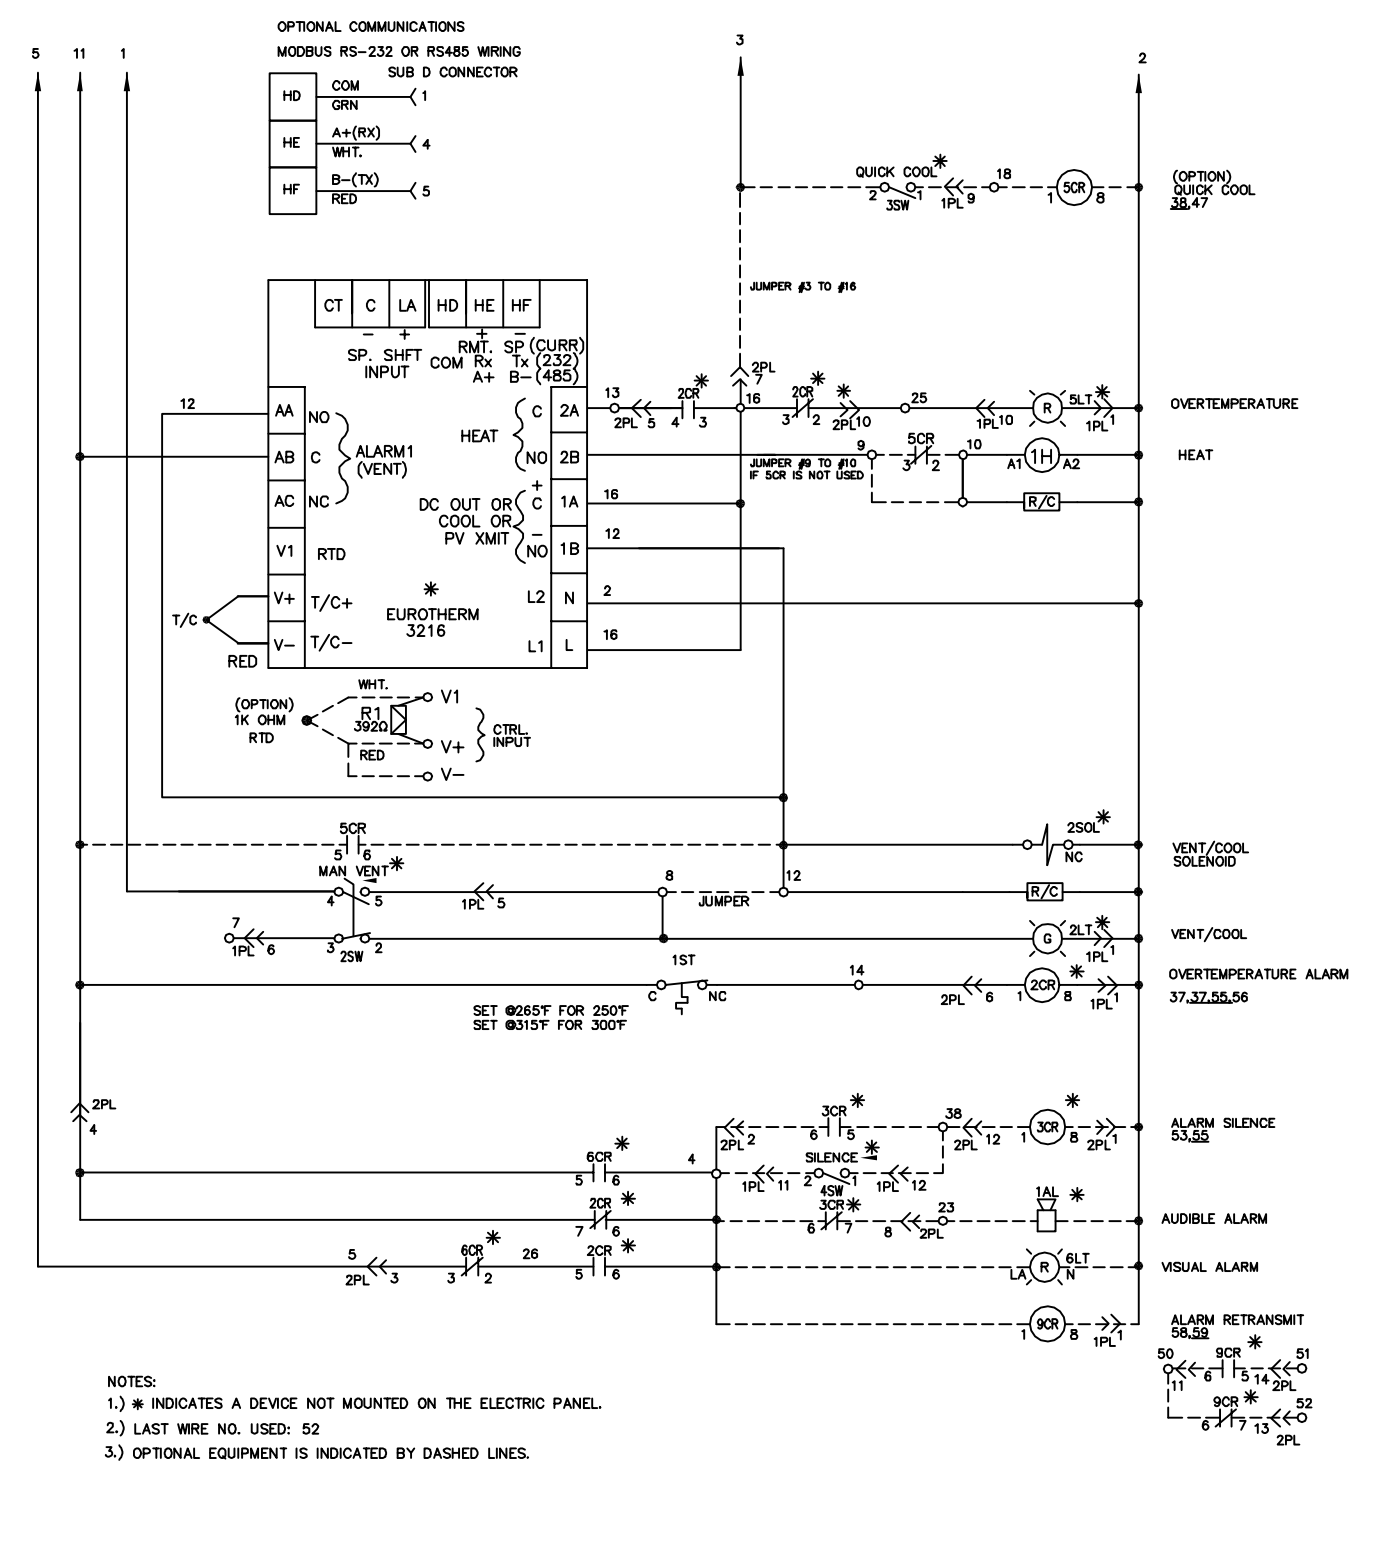 OPTIONAL COMMUNICATIONS
MODBUS RS-232 OR RS485 WIRING
SUB D CONNECTOR
5 11 1 3 2
HD COM GRN 1
HE A+(RX) WHT. 4
HF B-(TX) RED 5
QUICK COOL*
2 3SW 1 1PL 9 18 1 5CR 8
(OPTION)
QUICK COOL
38,47
JUMPER #3 TO #16
CT C LA HD HE HF
- + + -
SP. SHFT
INPUT
RMT. SP (CURR)
COM Rx Tx (232)
A+ B-(485)
2PL
7
12 AA NO
AB C
AC NC
ALARM1
(VENT)
V1 RTD
V+ T/C+
V- T/C-
T/C
RED
*
EUROTHERM
3216
HEAT
C 2A
NO 2B
DC OUT OR
COOL OR
PV XMIT
+
C 1A 16
-
NO 1B 12
L2 N 2
L1 L 16
13 2PL 5 2CR* 4 3 16 2CR* 3 2 * 2PL 10 25 1PL 10 R 5LT* 1PL 1
OVERTEMPERATURE
9 5CR 3 2 10 A1 1H A2
HEAT
JUMPER #9 TO #10
IF 5CR IS NOT USED
R/C
(OPTION)
1K OHM
RTD
WHT.
R1
392Ω
RED
V1
V+
V-
CTRL.
INPUT
5CR
5 6
2SOL*
NC
VENT/COOL
SOLENOID
MAN VENT*
4 5 1PL 5 8 JUMPER 12 R/C
7 1PL 6 3 2SW 2 G 2LT* 1PL 1
VENT/COOL
1ST
C NC 14 2PL 6 1 2CR 8 * 1PL 1
OVERTEMPERATURE ALARM
37,37,55,56
SET @265°F FOR 250°F
SET @315°F FOR 300°F
2PL
4
2PL 2 3CR* 6 5 38 2PL 12 1 3CR 8 * 2PL 1
ALARM SILENCE
53,55
6CR* 5 6 4
SILENCE *
1PL 11 2 4SW 1 1PL 12
2CR* 7 6
3CR* 6 7 8 2PL 23 1AL *
AUDIBLE ALARM
5 2PL 3 6CR* 3 2 26 2CR* 5 6
LA R 6LT N
VISUAL ALARM
1 9CR 8 1PL 1
ALARM RETRANSMIT
58,59
50 11 6 9CR* 5 14 2PL 51
9CR* 6 7 13 2PL 52
NOTES:
1.) * INDICATES A DEVICE NOT MOUNTED ON THE ELECTRIC PANEL.
2.) LAST WIRE NO. USED: 52
3.) OPTIONAL EQUIPMENT IS INDICATED BY DASHED LINES.